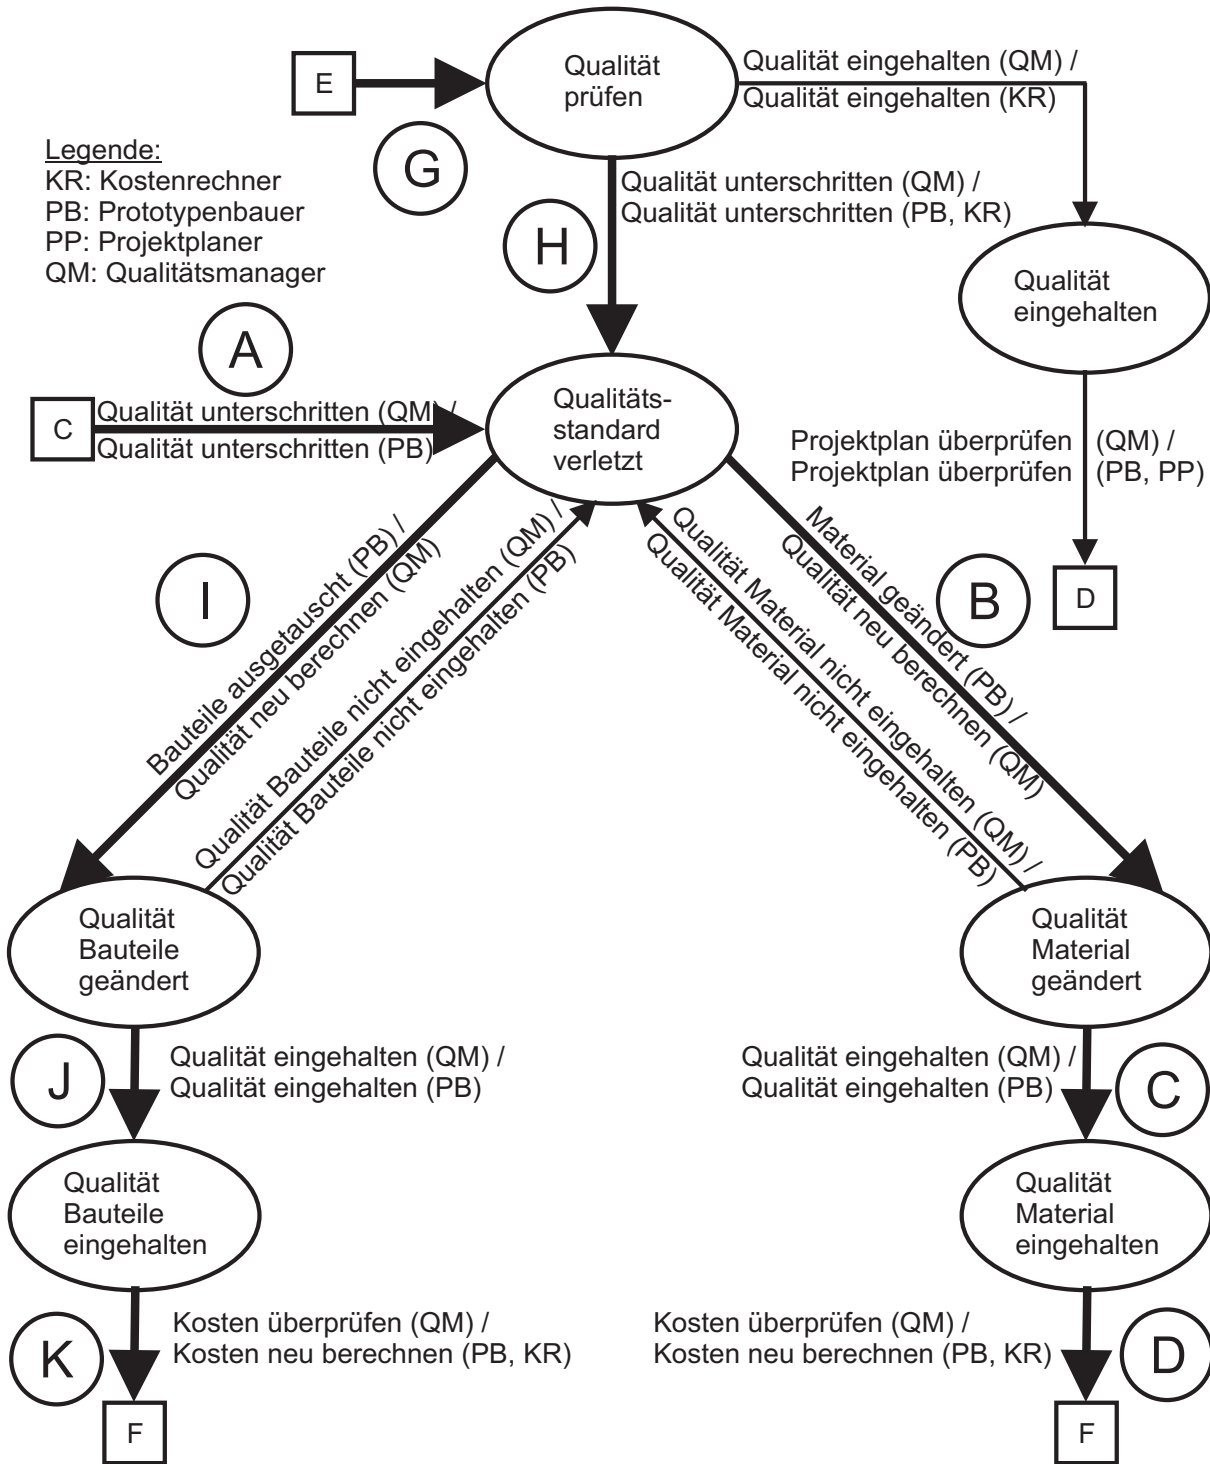 E
Qualität
prüfen
Qualität eingehalten (QM) /
Qualität eingehalten (KR)
G
Legende:
KR: Kostenrechner
PB: Prototypenbauer
PP: Projektplaner
QM: Qualitätsmanager
H
Qualität unterschritten (QM) /
Qualität unterschritten (PB, KR)
Qualität
eingehalten
A
C
Qualität unterschritten (QM) /
Qualität unterschritten (PB)
Qualitäts-
standard
verletzt
Projektplan überprüfen (QM) /
Projektplan überprüfen (PB, PP)
D
I
Bauteile ausgetauscht (PB) /
Qualität neu berechnen (QM)
Qualität Bauteile nicht eingehalten (QM) /
Qualität Bauteile nicht eingehalten (PB)
Material geändert (PB) /
Qualität neu berechnen (QM)
Qualität Material nicht eingehalten (QM) /
Qualität Material nicht eingehalten (PB)
B
Qualität
Bauteile
geändert
Qualität
Material
geändert
J
Qualität eingehalten (QM) /
Qualität eingehalten (PB)
Qualität eingehalten (QM) /
Qualität eingehalten (PB)
C
Qualität
Bauteile
eingehalten
Qualität
Material
eingehalten
K
Kosten überprüfen (QM) /
Kosten neu berechnen (PB, KR)
Kosten überprüfen (QM) /
Kosten neu berechnen (PB, KR)
D
F
F